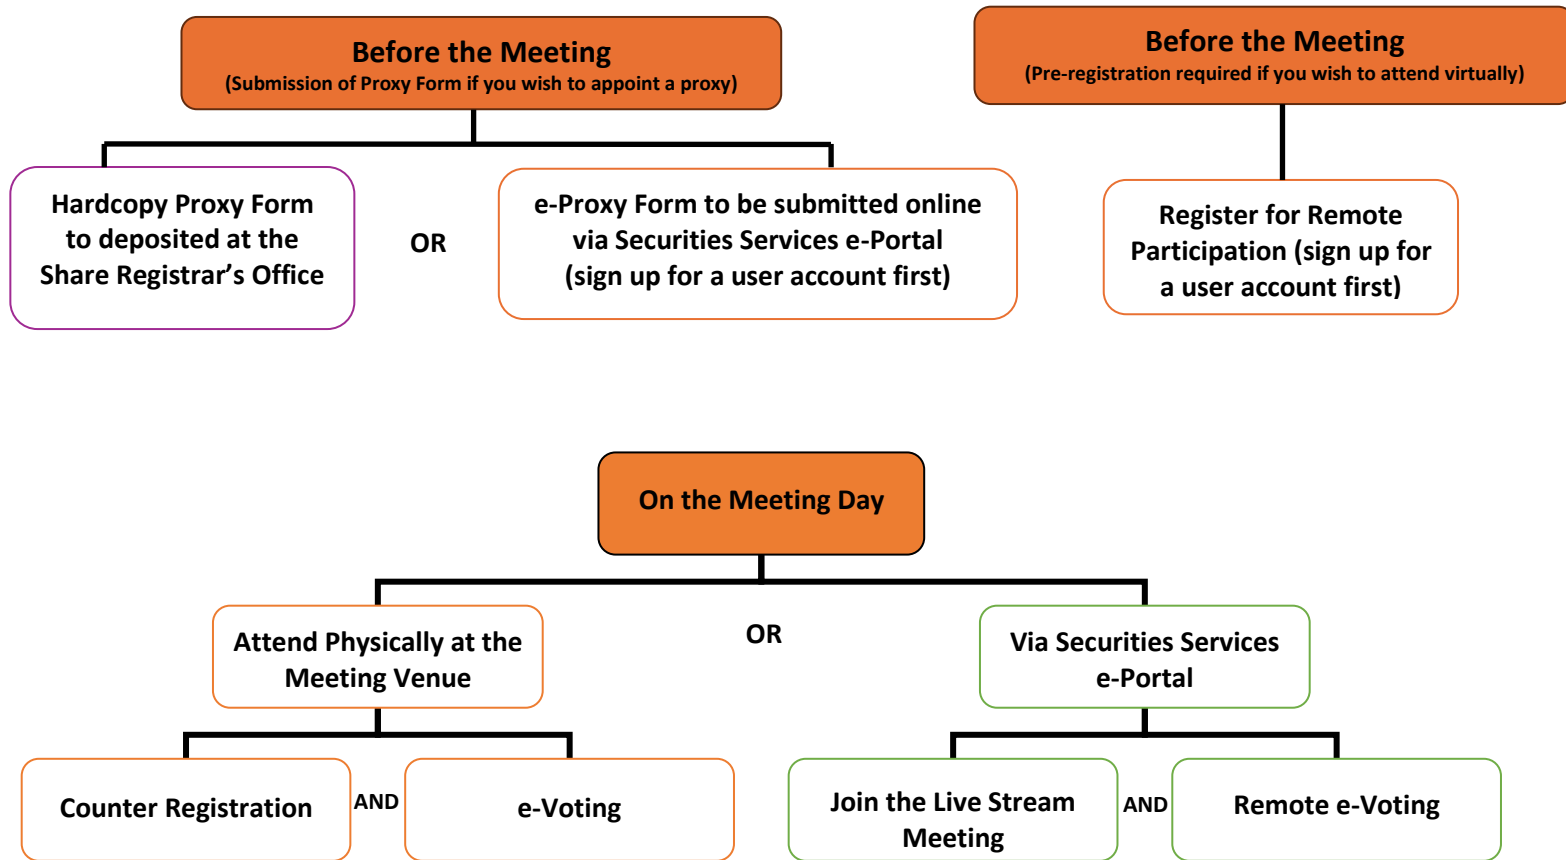 Before the Meeting
(Submission of Proxy Form if you wish to appoint a proxy)
Before the Meeting
(Pre-registration required if you wish to attend virtually)
Hardcopy Proxy Form
to deposited at the
Share Registrar’s Office
OR
e-Proxy Form to be submitted online
via Securities Services e-Portal
(sign up for a user account first)
Register for Remote
Participation (sign up for
a user account first)
On the Meeting Day
Attend Physically at the
Meeting Venue
OR
Via Securities Services
e-Portal
Counter Registration
AND
e-Voting
Join the Live Stream
Meeting
AND
Remote e-Voting